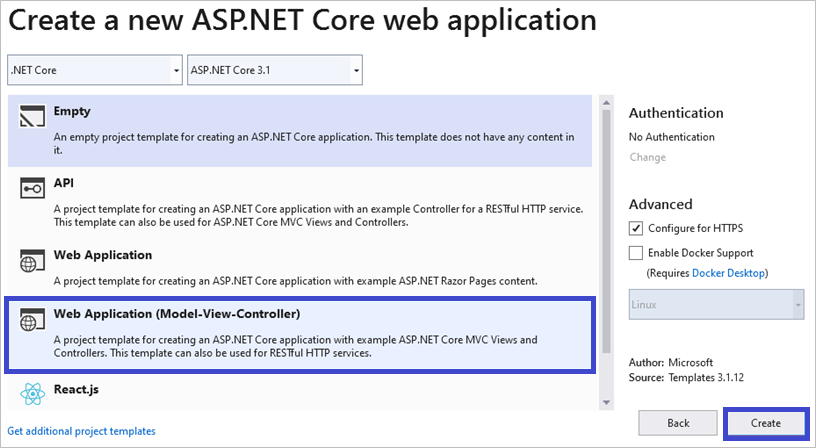 Create a new ASP.NET Core web application
.NET Core
ASP.NET Core 3.1
Empty
An empty project template for creating an ASP.NET Core application. This template does not have any content in
it.
API
A project template for creating an ASP.NET Core application with an example Controller for a RESTful HTTP service.
This template can also be used for ASP.NET Core MVC Views and Controllers.
Web Application
A project template for creating an ASP.NET Core application with example ASP.NET Razor Pages content.
Web Application (Model-View-Controller)
A project template for creating an ASP.NET Core application with example ASP.NET Core MVC Views and
Controllers. This template can also be used for RESTful HTTP services.
React.js
Get additional project templates
Authentication
No Authentication
Change
Advanced
Configure for HTTPS
Enable Docker Support
(Requires Docker Desktop)
Linux
Author: Microsoft
Source: Templates 3.1.12
Back
Create